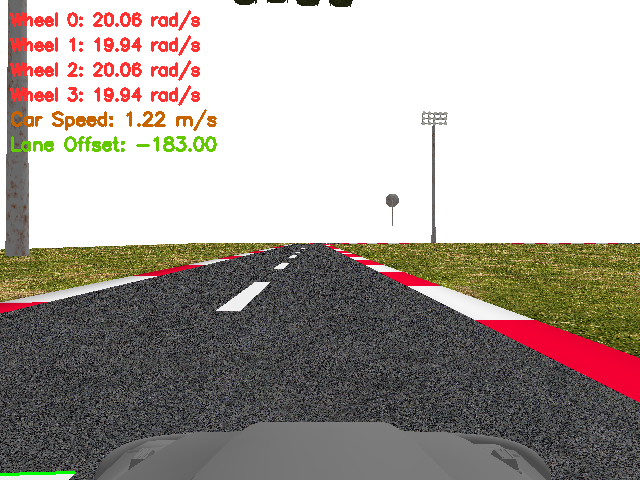 Wheel 0: 20.06 rad/s
Wheel 1: 19.94 rad/s
Wheel 2: 20.06 rad/s
Wheel 3: 19.94 rad/s
Car Speed: 1.22 m/s
Lane Offset: -183.00